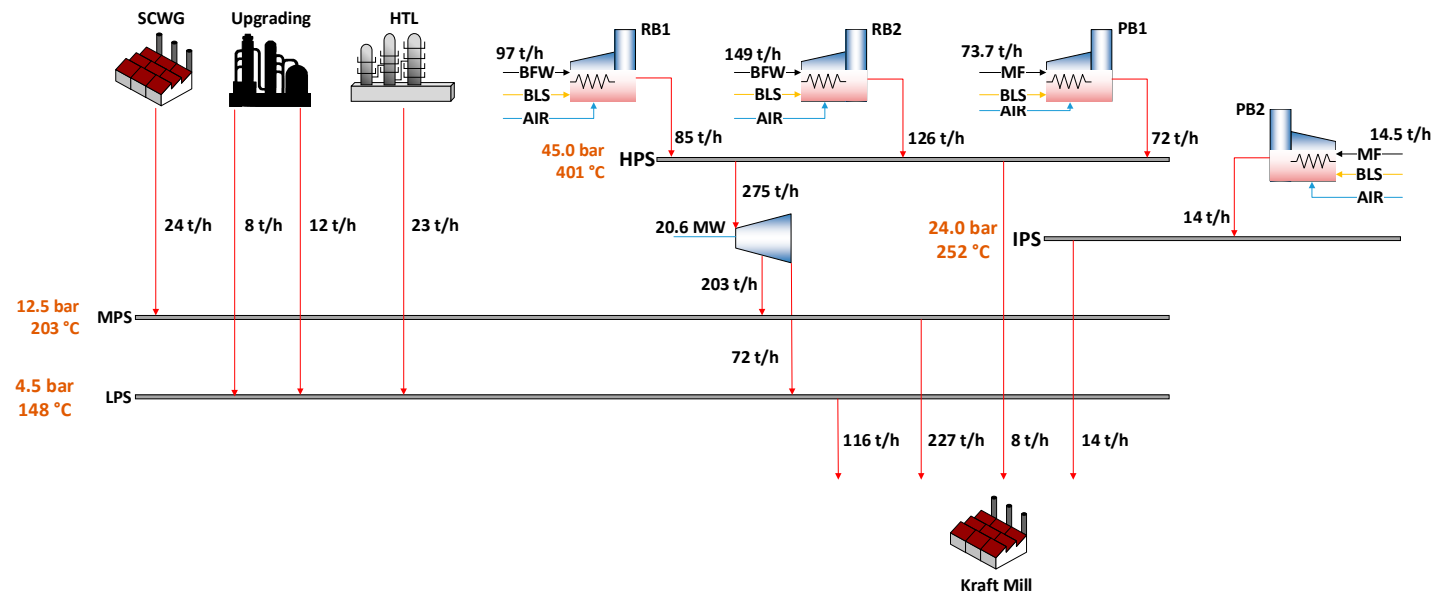 SCWG
Upgrading
HTL
RB1
RB2
PB1
97 t/h
BFW
BLS
AIR
149 t/h
BFW
BLS
AIR
73.7 t/h
MF
BLS
AIR
PB2
14.5 t/h
MF
BLS
AIR
85 t/h
126 t/h
72 t/h
45.0 bar
401 °C
HPS
24 t/h
8 t/h
12 t/h
23 t/h
275 t/h
20.6 MW
14 t/h
24.0 bar
252 °C
IPS
203 t/h
12.5 bar
203 °C
MPS
72 t/h
4.5 bar
148 °C
LPS
116 t/h
227 t/h
8 t/h
14 t/h
Kraft Mill